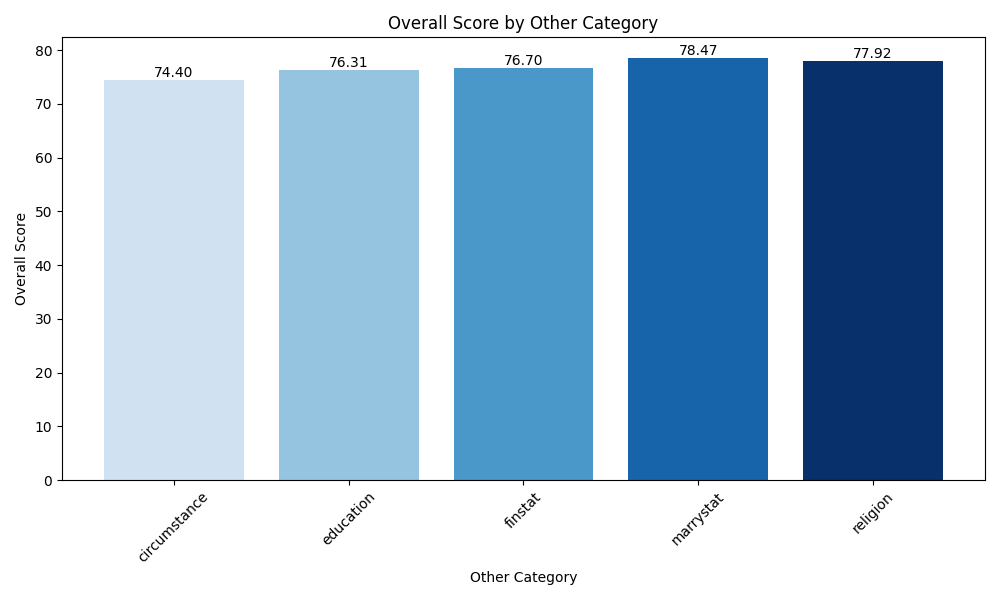 Overall Score by Other Category
Overall Score
80
70
60
50
40
30
20
10
0
74.40
76.31
76.70
78.47
77.92
circumstance
education
finstat
marrystat
religion
Other Category